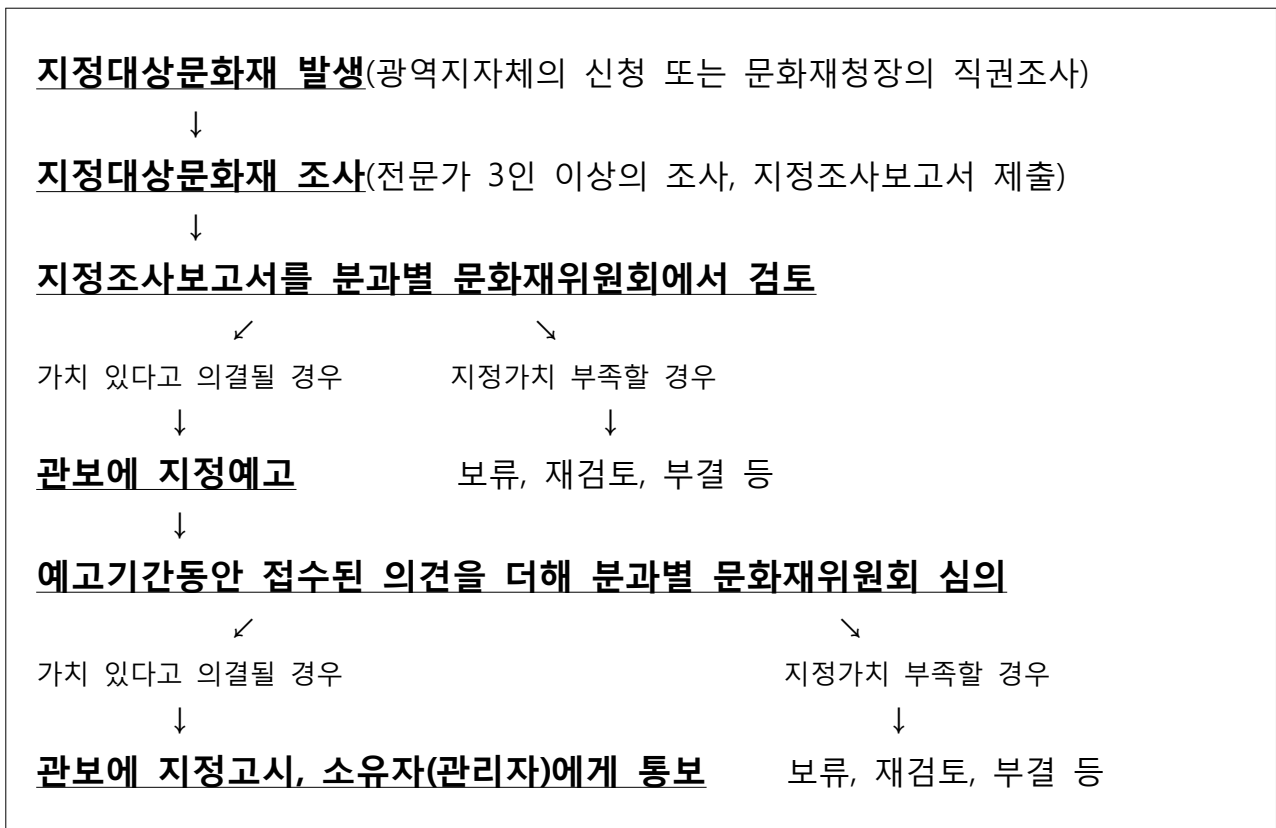 지정대상문화재 발생(광역지자체의 신청 또는 문화재청장의 직권조사)
↓
지정대상문화재 조사(전문가 3인 이상의 조사, 지정조사보고서 제출)
↓
지정조사보고서를 분과별 문화재위원회에서 검토
↙ ↘
가치 있다고 의결될 경우 지정가치 부족할 경우
↓ ↓
관보에 지정예고 보류, 재검토, 부결 등
↓
예고기간동안 접수된 의견을 더해 분과별 문화재위원회 심의
↙ ↘
가치 있다고 의결될 경우 지정가치 부족할 경우
↓ ↓
관보에 지정고시, 소유자(관리자)에게 통보 보류, 재검토, 부결 등